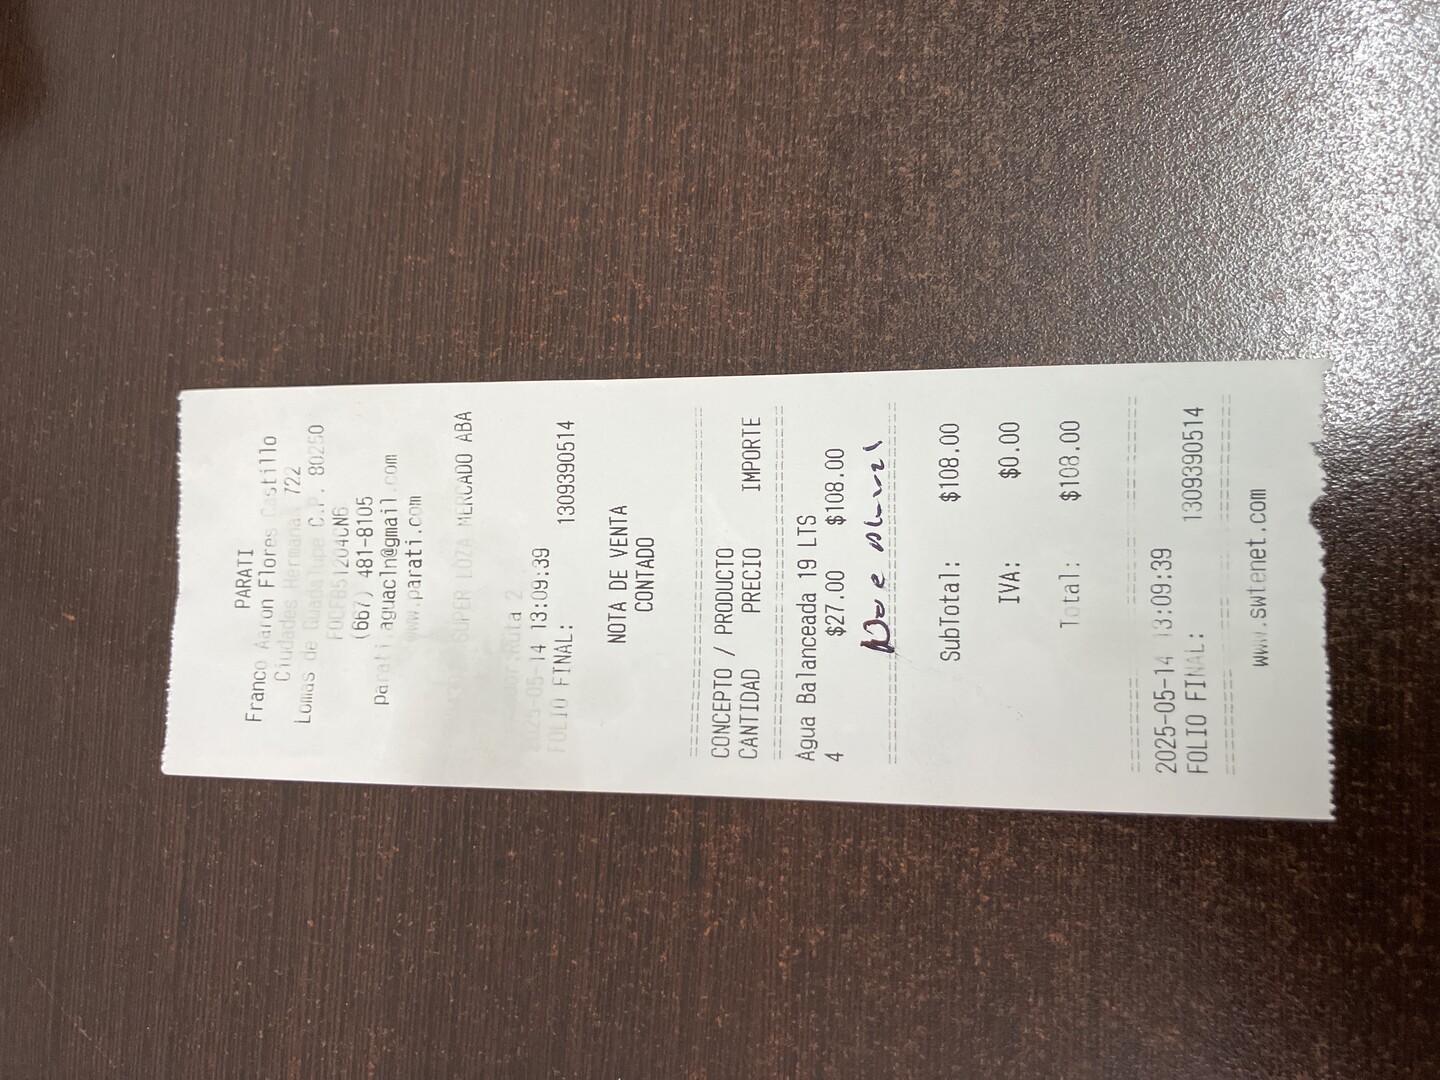 PARATI
Franco Aaron Flores Castillo
Ciudades Hermanas 722
Lomas de Guadalupe C.P. 80250
FOCF851204CN6
(667) 481-8105
parati.aguacln@gmail.com
www.parati.com
SUPER LOZA MERCADO ABA
Ruta 2
2025-05-14 13:09:39
FOLIO FINAL: 1309390514
NOTA DE VENTA
CONTADO
CONCEPTO / PRODUCTO
CANTIDAD PRECIO IMPORTE
Agua Balanceada 19 LTS
4 $27.00 $108.00
SubTotal: $108.00
IVA: $0.00
Total: $108.00
2025-05-14 13:09:39
FOLIO FINAL: 1309390514
www.swtenet.com